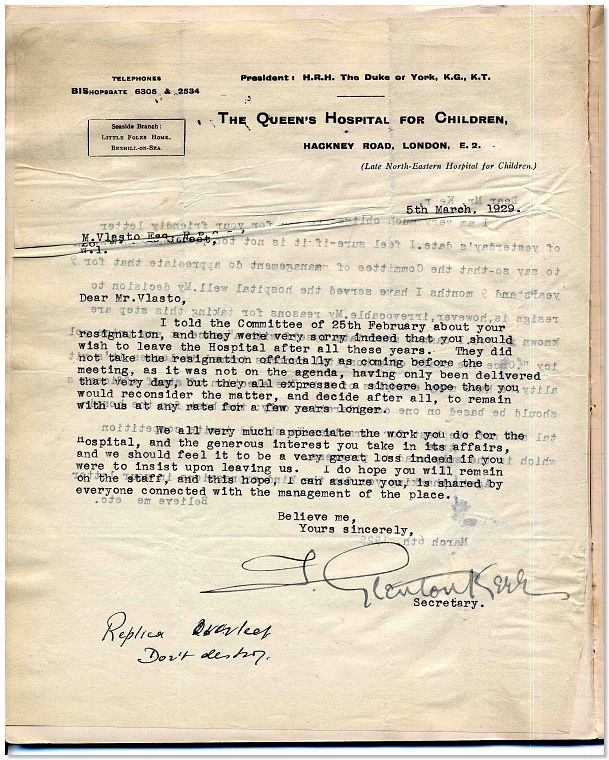 TELEPHONES
BISHOPSGATE 6305 & 2534
President: H.R.H. The Duke of York, K.G., K.T.
Seaside Branch:
Little Folks Home,
Bexhill-on-Sea.
The Queen's Hospital for Children,
HACKNEY ROAD, LONDON, E. 2.
(Late North-Eastern Hospital for Children.)
5th March, 1929.
M.Vlasto Esq.,
Street,
W.1.
Dear Mr.Vlasto,
I told the Committee of 25th February about your
resignation, and they were very sorry indeed that you should
wish to leave the Hospital after all these years. They did
not take the resignation officially as coming before the
meeting, as it was not on the agenda, having only been delivered
that very day, but they all expressed a sincere hope that you
would reconsider the matter, and decide after all, to remain
with us at any rate for a few years longer.
We all very much appreciate the work you do for the
Hospital, and the generous interest you take in its affairs,
and we should feel it to be a very great loss indeed if you
were to insist upon leaving us. I do hope you will remain
on the staff, and this hope, I can assure you, is shared by
everyone connected with the management of the place.
Believe me,
Yours sincerely,
T. Glenton Kerr
Secretary.
Replica overleaf
Don't destroy.